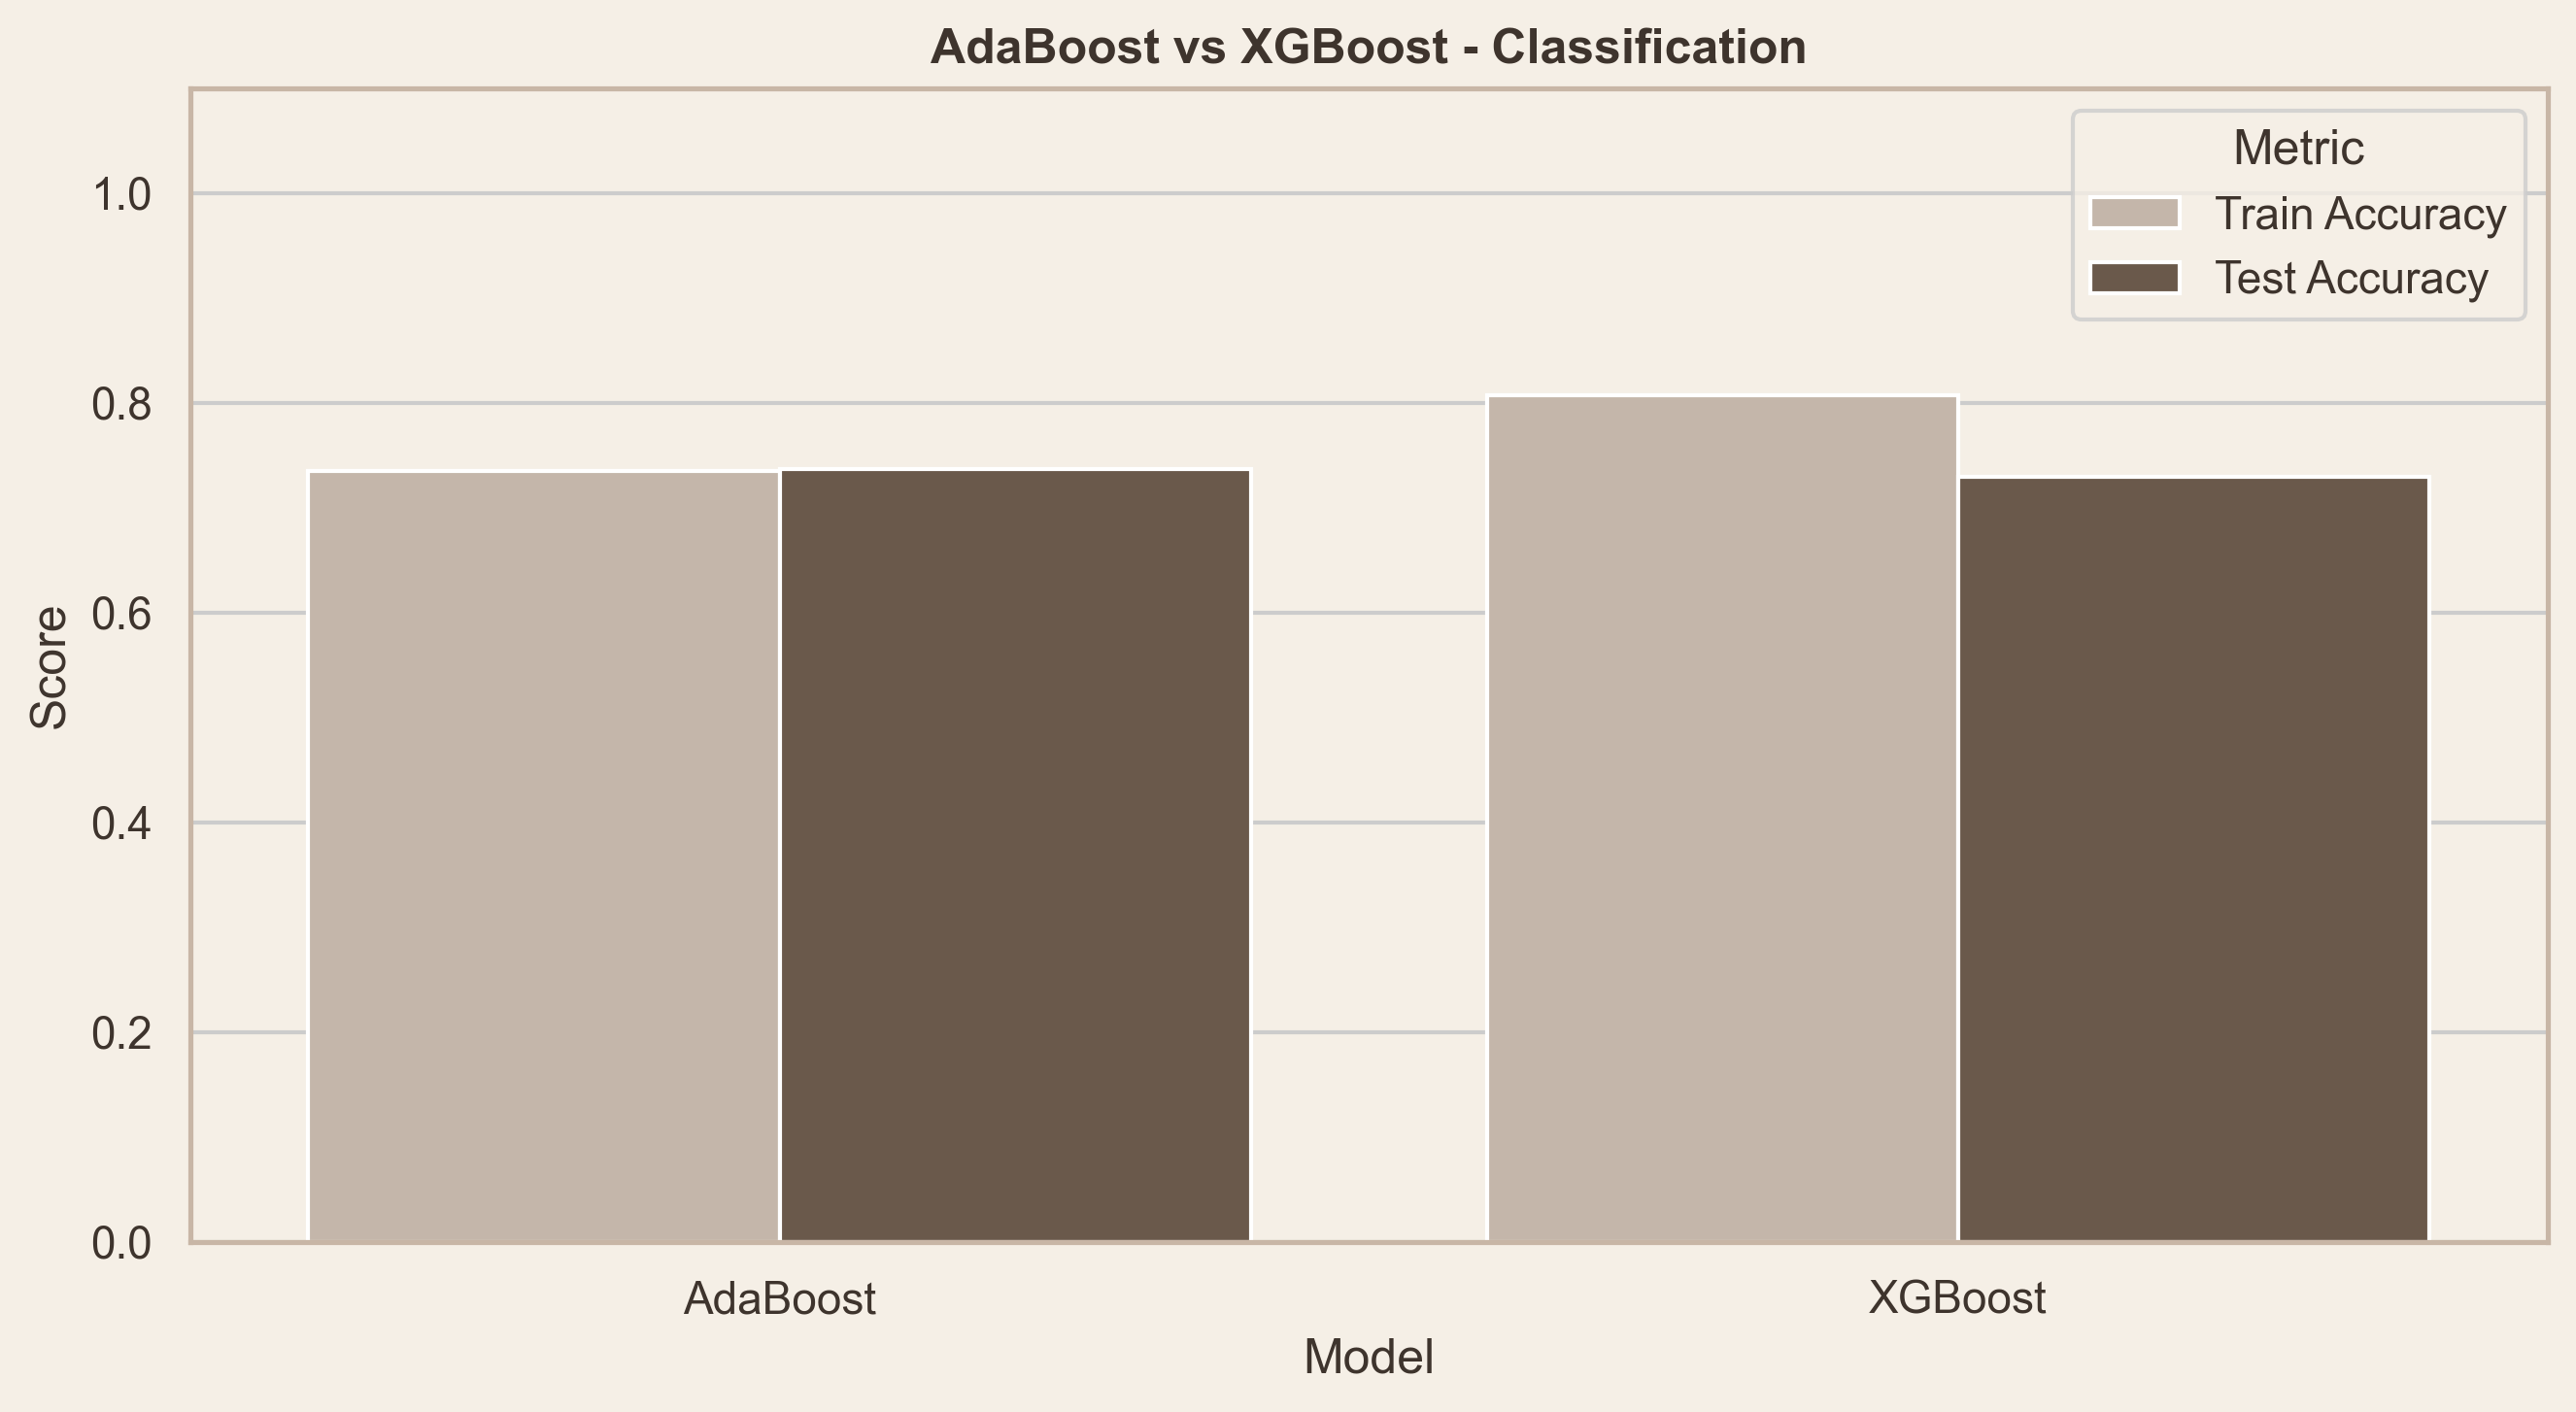 AdaBoost vs XGBoost - Classification
Metric
Train Accuracy
Test Accuracy
Score
1.0
0.8
0.6
0.4
0.2
0.0
AdaBoost
XGBoost
Model